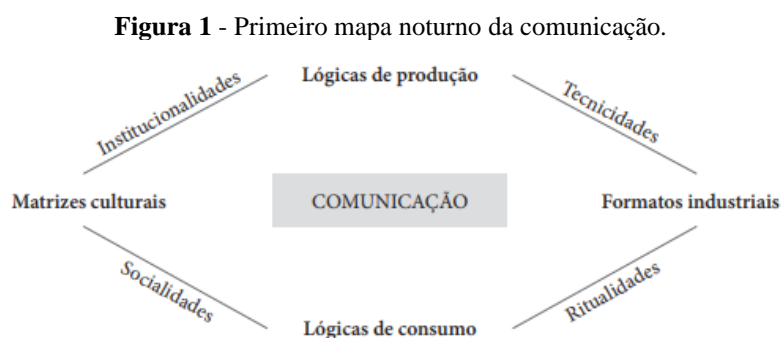 Figura 1 - Primeiro mapa noturno da comunicação.
Lógicas de produção
Institucionalidades
Tecnicidades
Matrizes culturais
COMUNICAÇÃO
Formatos industriais
Socialidades
Ritualidades
Lógicas de consumo